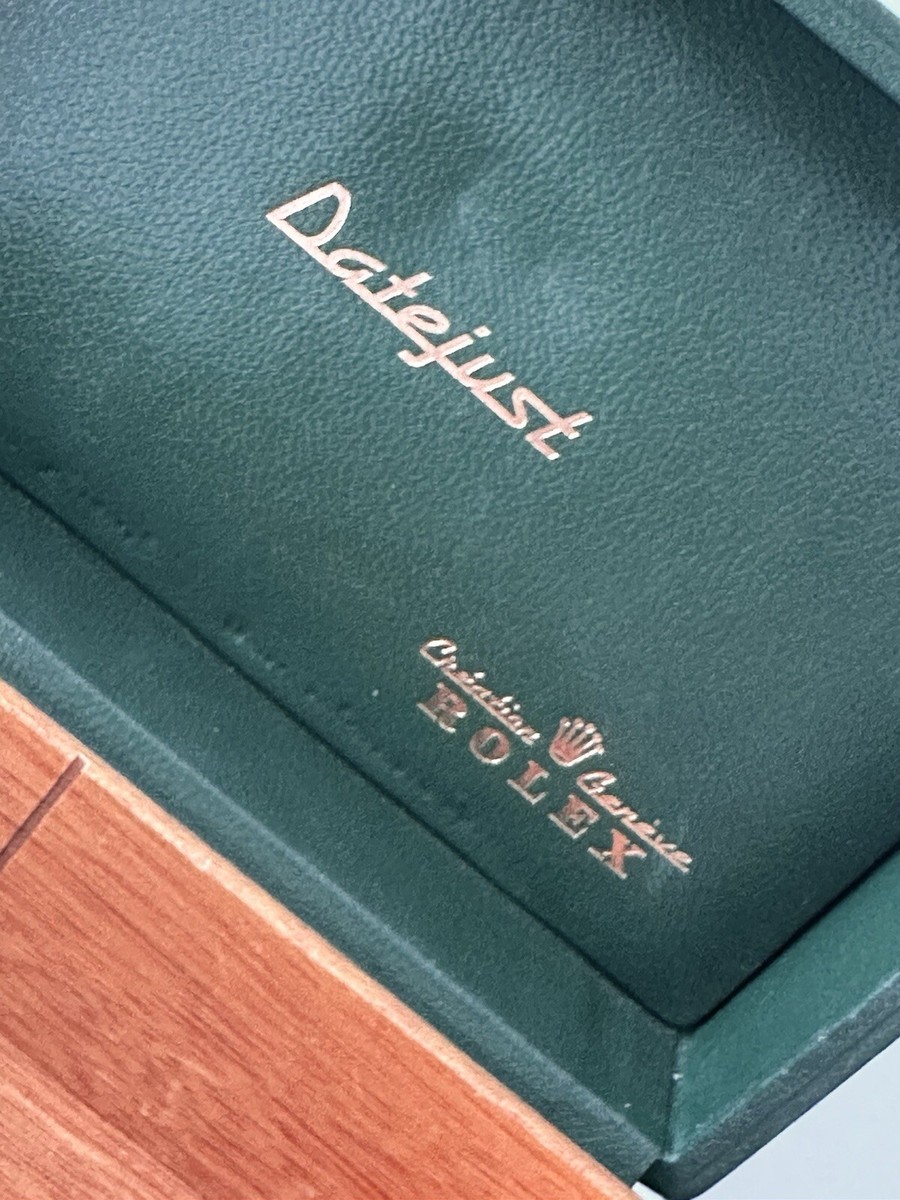 Datejust
Création Genève
ROLEX